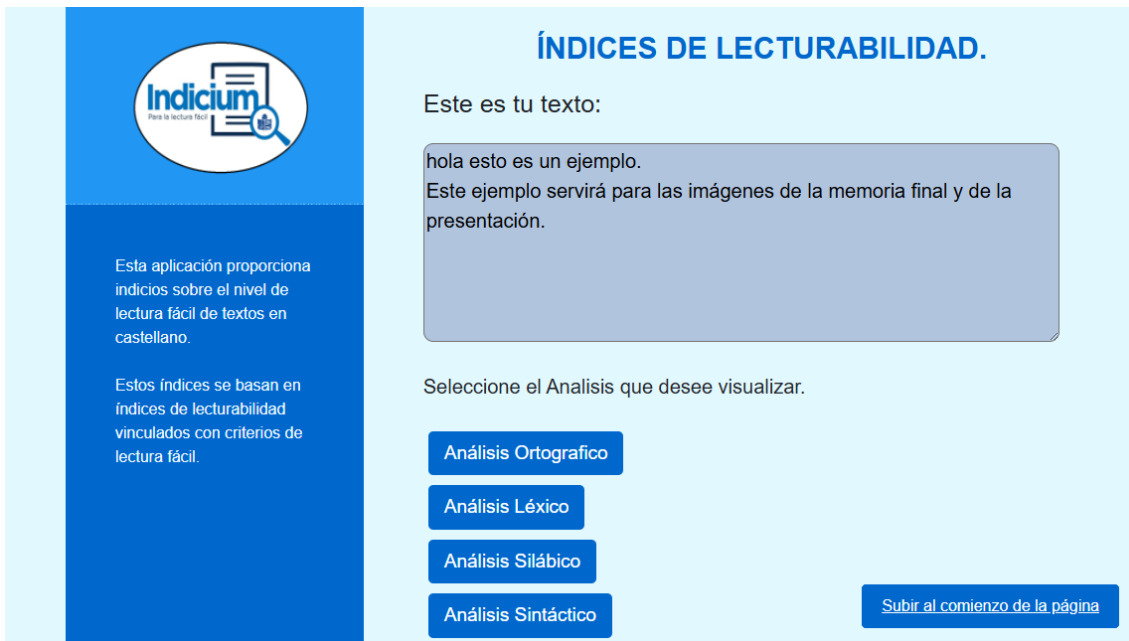 Indicium
Para la lectura fácil
Esta aplicación proporciona
indicios sobre el nivel de
lectura fácil de textos en
castellano.
Estos índices se basan en
índices de lecturabilidad
vinculados con criterios de
lectura fácil.
ÍNDICES DE LECTURABILIDAD.
Este es tu texto:
hola esto es un ejemplo.
Este ejemplo servirá para las imágenes de la memoria final y de la
presentación.
Seleccione el Analisis que desee visualizar.
Análisis Ortografico
Análisis Léxico
Análisis Silábico
Análisis Sintáctico
Subir al comienzo de la página